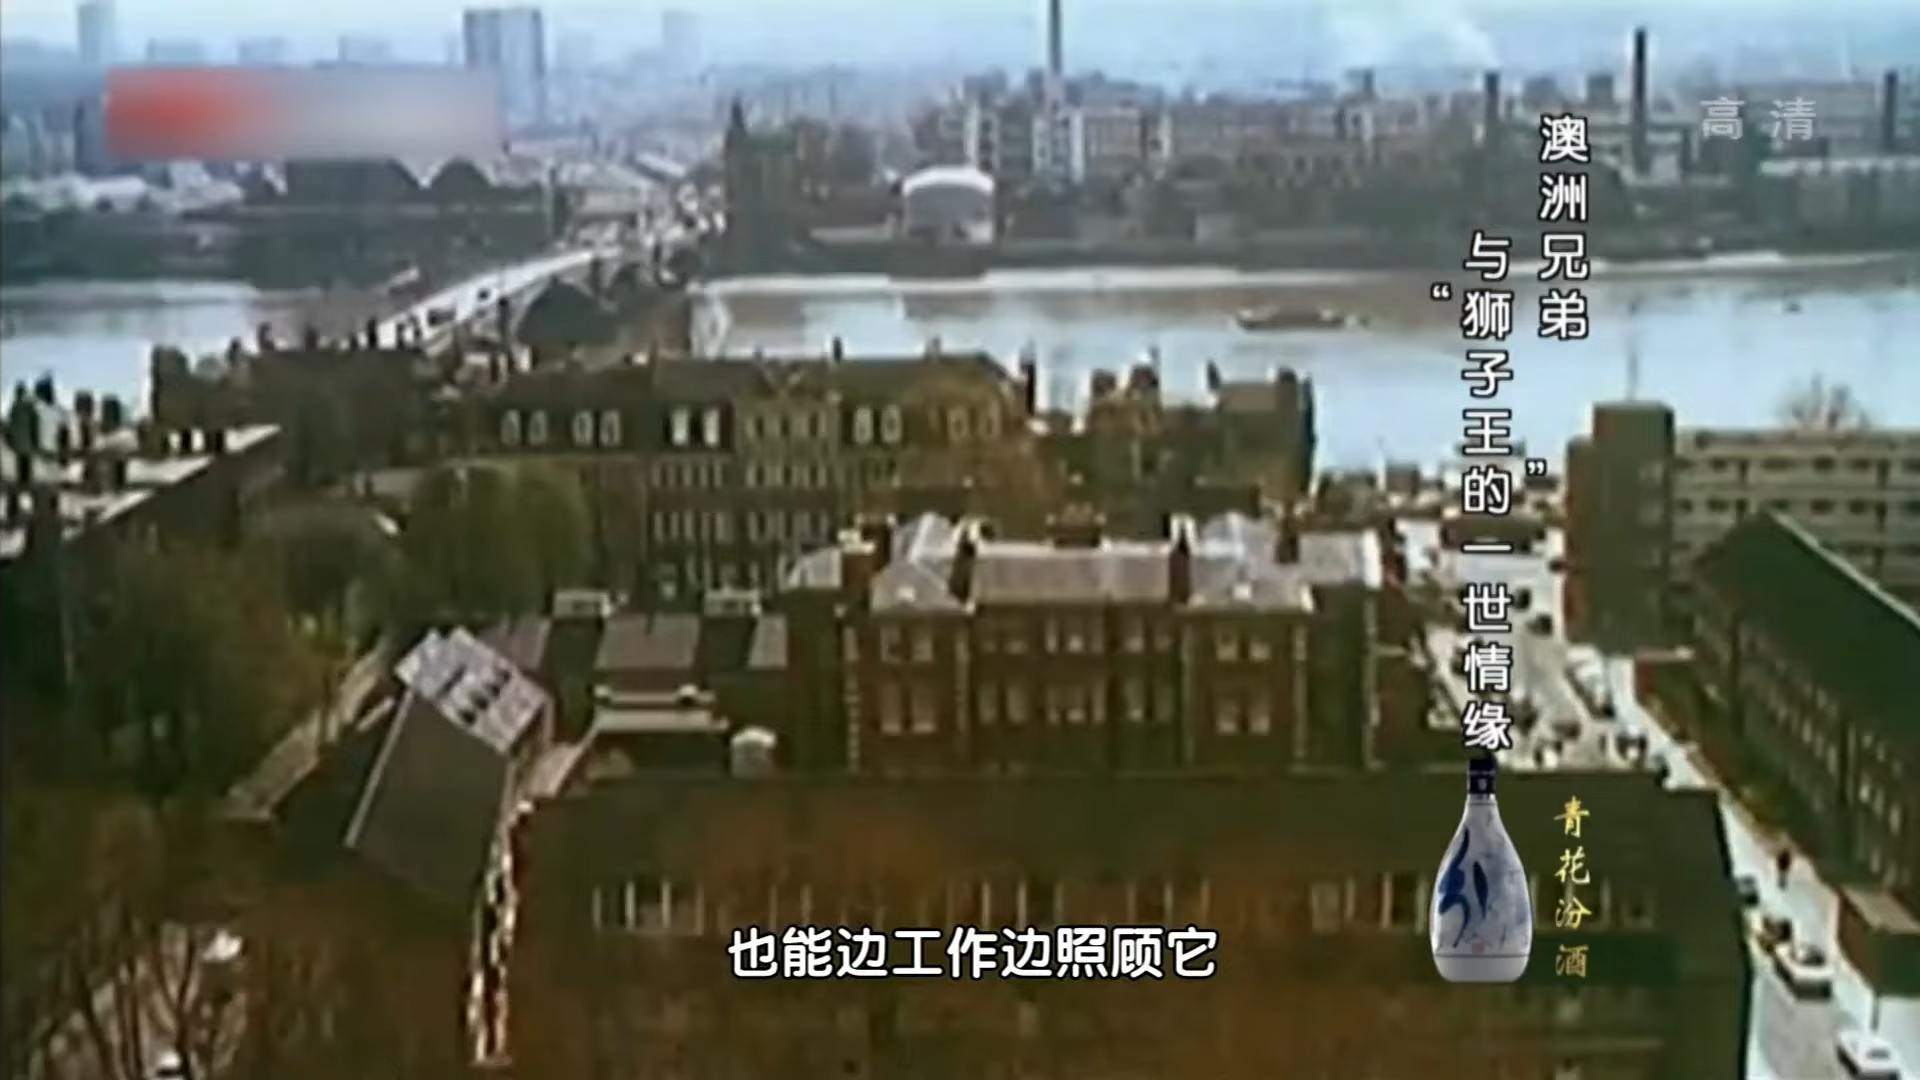 高清
澳洲兄弟
与“狮子王”的一世情缘
青花汾酒
也能边工作边照顾它